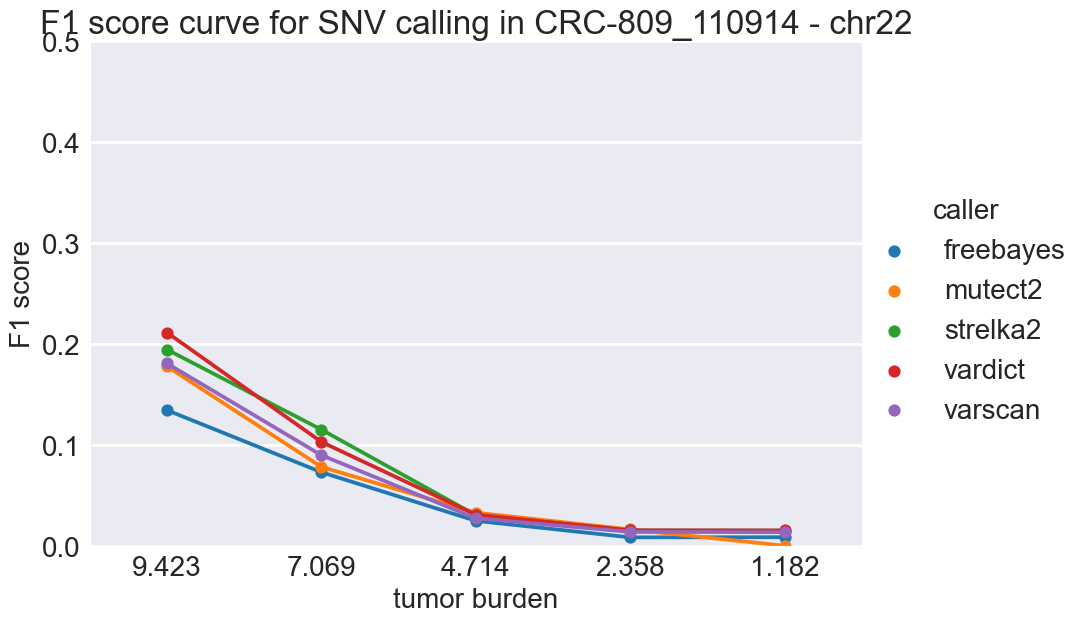 F1 score curve for SNV calling in CRC-809_110914 - chr22
0.5
0.4
0.3
0.2
0.1
0.0
F1 score
9.423 7.069 4.714 2.358 1.182
tumor burden
caller
freebayes
mutect2
strelka2
vardict
varscan